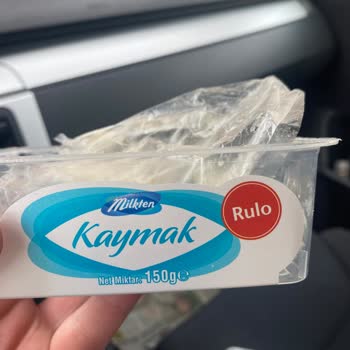 Milkten
Rulo
Kaymak
Net Miktar: 150g℮